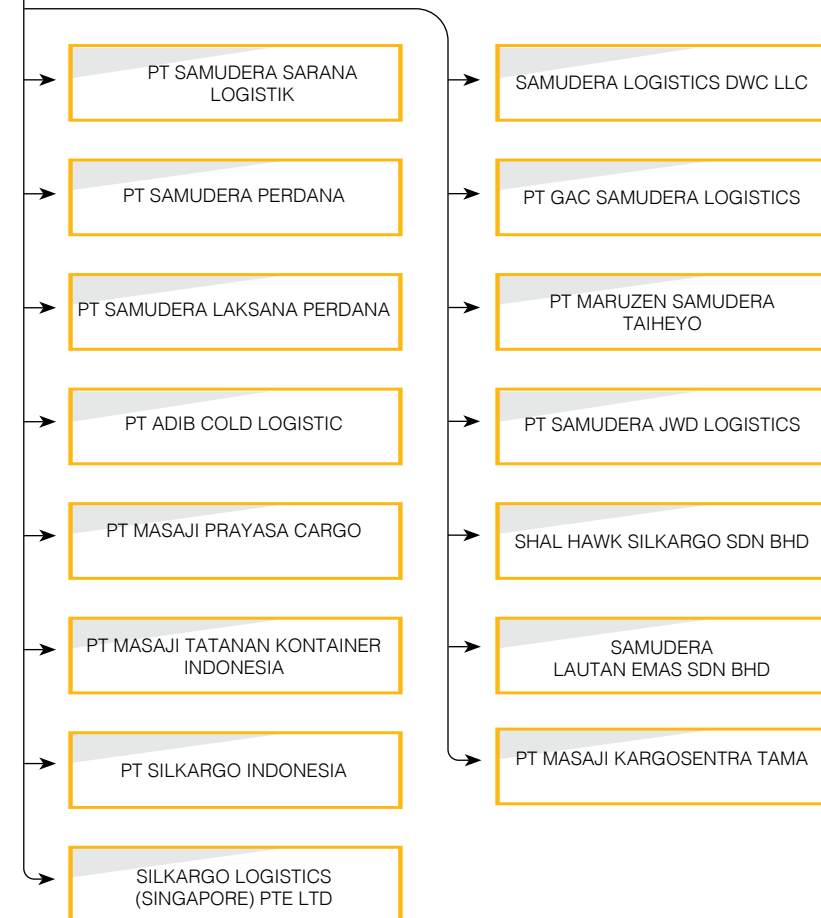 PT SAMUDERA SARANA
LOGISTIK
PT SAMUDERA PERDANA
PT SAMUDERA LAKSANA PERDANA
PT ADIB COLD LOGISTIC
PT MASAJI PRAYASA CARGO
PT MASAJI TATANAN KONTAINER
INDONESIA
PT SILKARGO INDONESIA
SILKARGO LOGISTICS
(SINGAPORE) PTE LTD
SAMUDERA LOGISTICS DWC LLC
PT GAC SAMUDERA LOGISTICS
PT MARUZEN SAMUDERA
TAIHEYO
PT SAMUDERA JWD LOGISTICS
SHAL HAWK SILKARGO SDN BHD
SAMUDERA
LAUTAN EMAS SDN BHD
PT MASAJI KARGOSENTRA TAMA